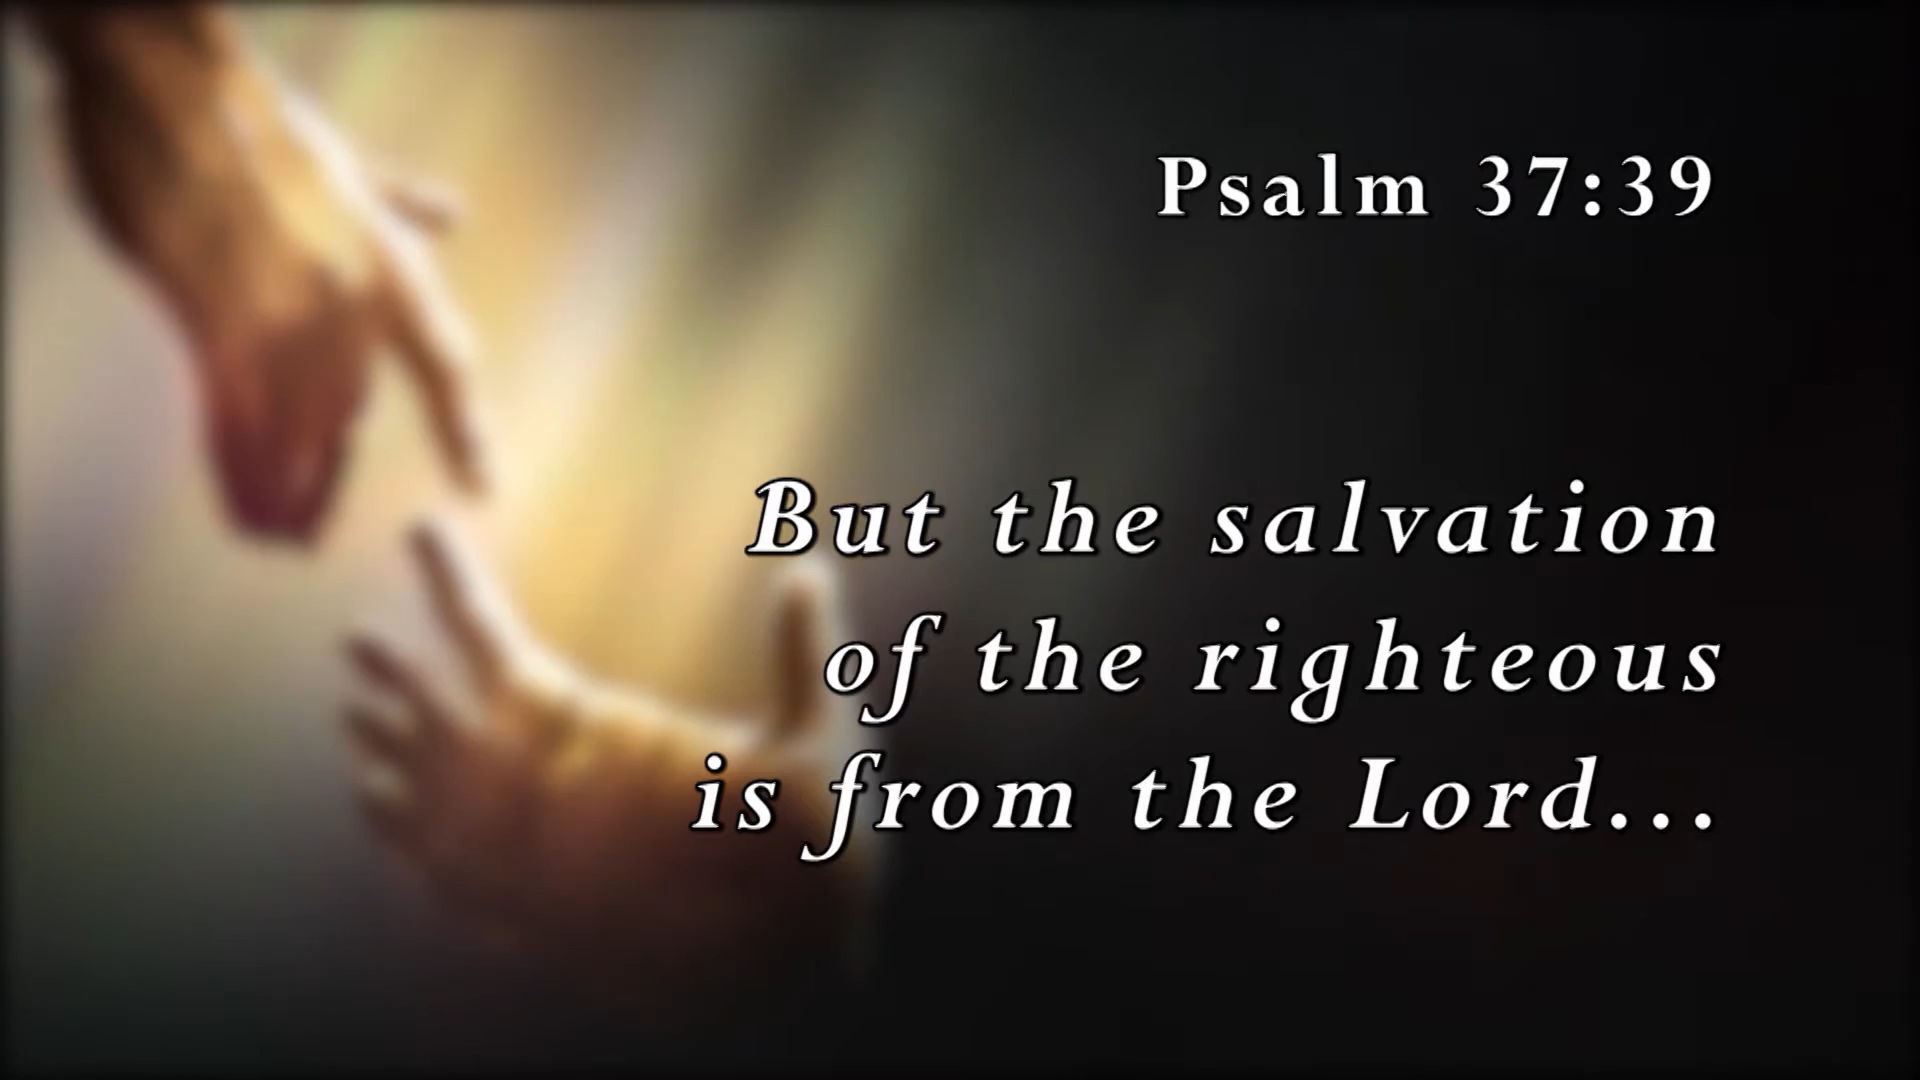 Psalm 37:39
But the salvation
of the righteous
is from the Lord...